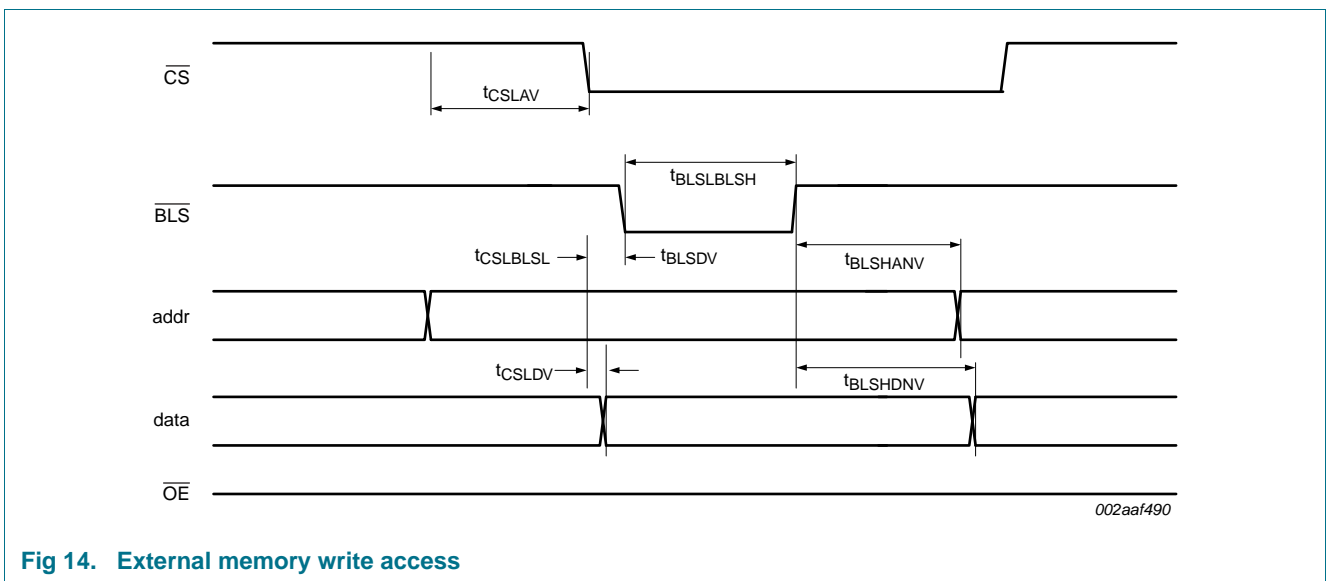 CS
tCSLAV
tBLSLBLSH
BLS
tCSLBLSL
tBLSDV
tBLSHANV
addr
tCSLDV
tBLSHDNV
data
OE
002aaf490
Fig 14. External memory write access